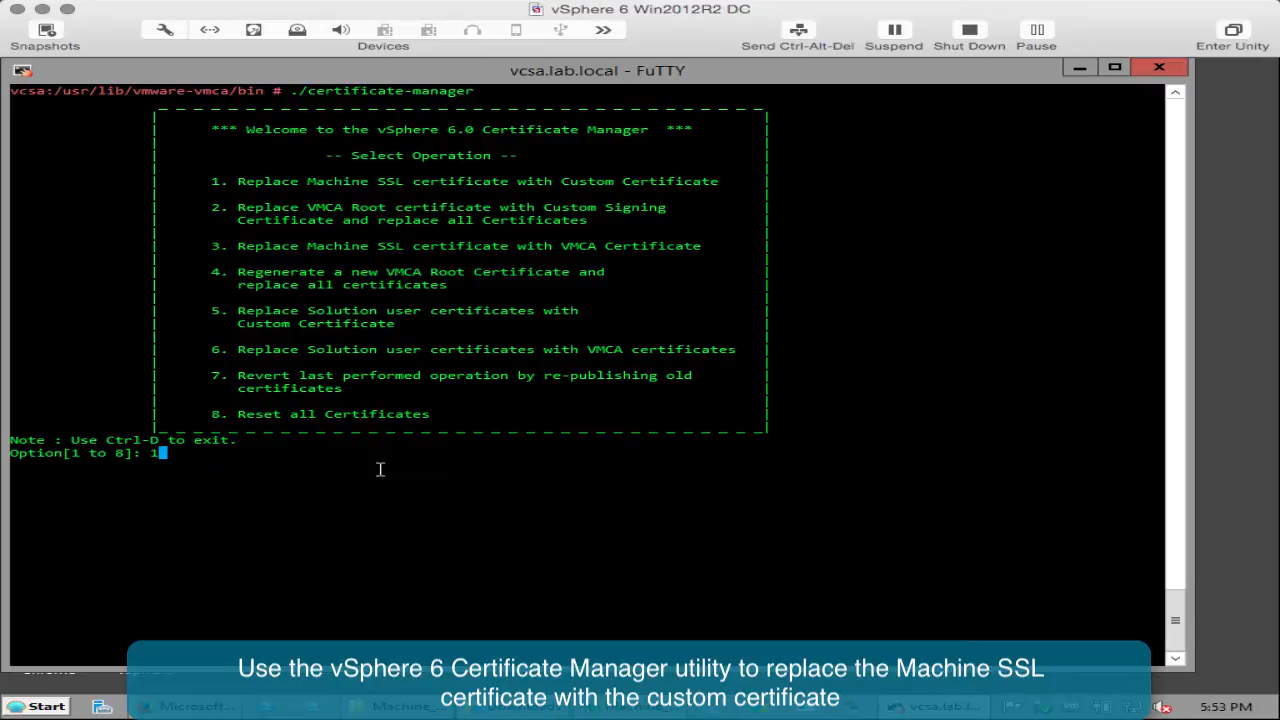 vSphere 6 Win2012R2 DC
Snapshots
Devices
Send Ctrl-Alt-Del
Suspend
Shut Down
Pause
Enter Unity
vcsa.lab.local - FuTTY
vcsa:/usr/lib/vmware-vmca/bin # ./certificate-manager
*** Welcome to the vSphere 6.0 Certificate Manager ***
-- Select Operation --
1. Replace Machine SSL certificate with Custom Certificate
2. Replace VMCA Root certificate with Custom Signing
Certificate and replace all Certificates
3. Replace Machine SSL certificate with VMCA Certificate
4. Regenerate a new VMCA Root Certificate and
replace all certificates
5. Replace Solution user certificates with
Custom Certificate
6. Replace Solution user certificates with VMCA certificates
7. Revert last performed operation by re-publishing old
certificates
8. Reset all Certificates
Note : Use Ctrl-D to exit.
Option[1 to 8]: 1
Use the vSphere 6 Certificate Manager utility to replace the Machine SSL
certificate with the custom certificate
Start
Microsoft...
Machine_...
vcsa.lab.l...
5:53 PM